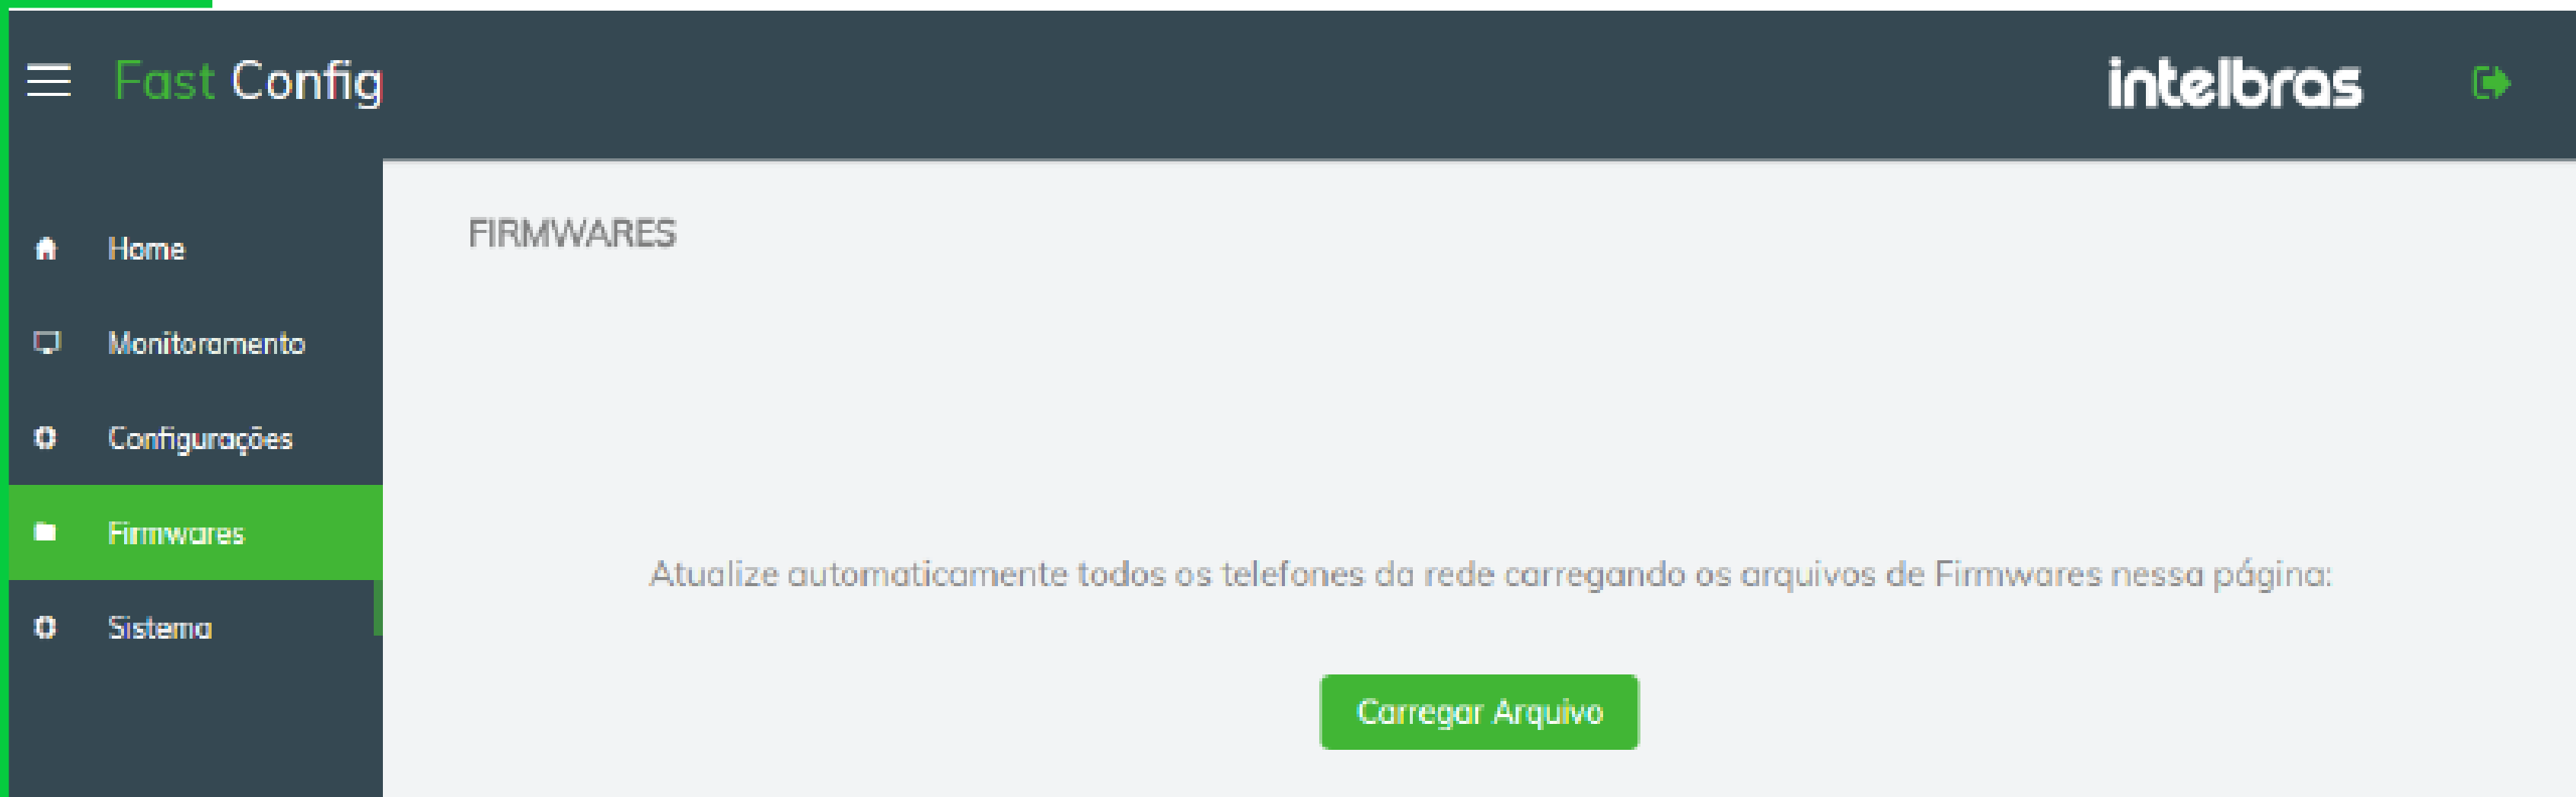 Fast Config
intelbras
Home
Monitoramento
Configurações
Firmwares
Sistema
FIRMWARES
Atualize automaticamente todos os telefones da rede carregando os arquivos de Firmwares nessa página:
Carregar Arquivo